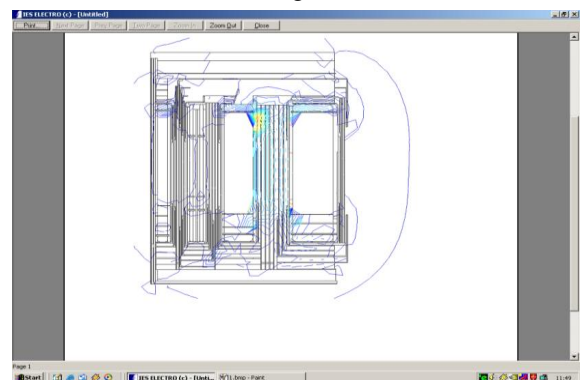 IES ELECTRO (c) - [Untitled]
Print... Next Page Prev Page Two Page Zoom In Zoom Out Close
Page 1
Start IES ELECTRO (c) - [Unti... 1.bmp - Paint 11:49